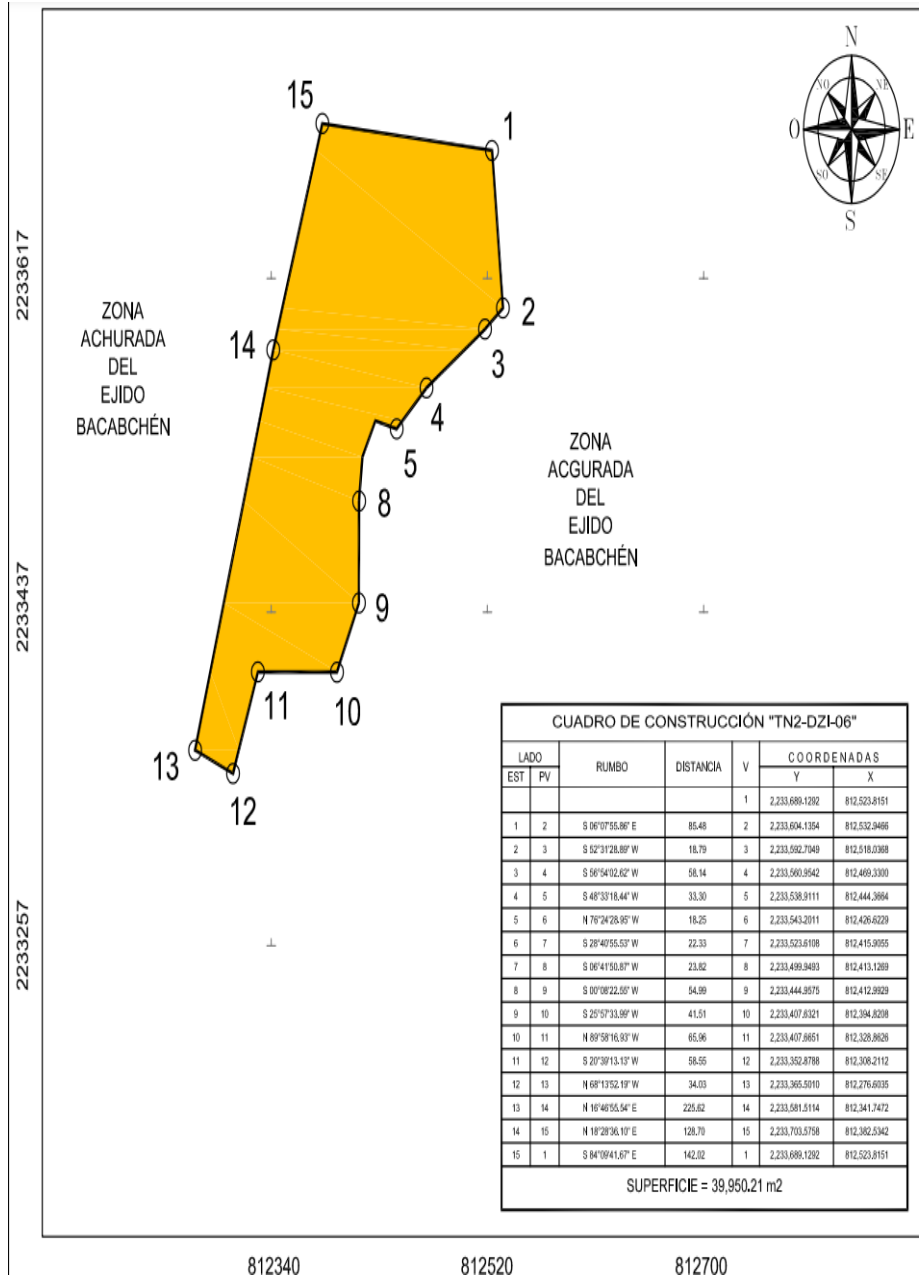 N
NO
NE
O
E
SO
SE
S
15
1
2
3
14
4
5
8
9
11
10
13
12
ZONA
ACHURADA
DEL
EJIDO
BACABCHÉN
ZONA
ACGURADA
DEL
EJIDO
BACABCHÉN
2233617
2233437
2233257
812340 812520 812700
CUADRO DE CONSTRUCCIÓN "TN2-DZI-06"
LADO RUMBO DISTANCIA V COORDENADAS
EST PV Y X
1 2,233,689.1292 812,523.8151
1 2 S 06°07'55.86" E 85.48 2 2,233,604.1354 812,532.9466
2 3 S 52°31'28.89" W 18.79 3 2,233,592.7049 812,518.0368
3 4 S 56°54'02.62" W 58.14 4 2,233,560.9542 812,469.3300
4 5 S 48°33'18.44" W 33.30 5 2,233,538.9111 812,444.3664
5 6 N 76°24'28.95" W 18.25 6 2,233,543.2011 812,426.6229
6 7 S 28°40'55.53" W 22.33 7 2,233,523.6108 812,415.9055
7 8 S 06°41'50.87" W 23.82 8 2,233,499.9493 812,413.1269
8 9 S 00°08'22.55" W 54.99 9 2,233,444.9575 812,412.9929
9 10 S 25°57'33.99" W 41.51 10 2,233,407.6321 812,394.8208
10 11 N 89°58'16.93" W 65.96 11 2,233,407.6651 812,328.8626
11 12 S 20°39'13.13" W 58.55 12 2,233,352.8788 812,308.2112
12 13 N 68°13'52.19" W 34.03 13 2,233,365.5010 812,276.6035
13 14 N 16°46'55.54" E 225.62 14 2,233,581.5114 812,341.7472
14 15 N 18°28'36.10" E 128.70 15 2,233,703.5758 812,382.5342
15 1 S 84°09'41.67" E 142.02 1 2,233,689.1292 812,523.8151
SUPERFICIE = 39,950.21 m2